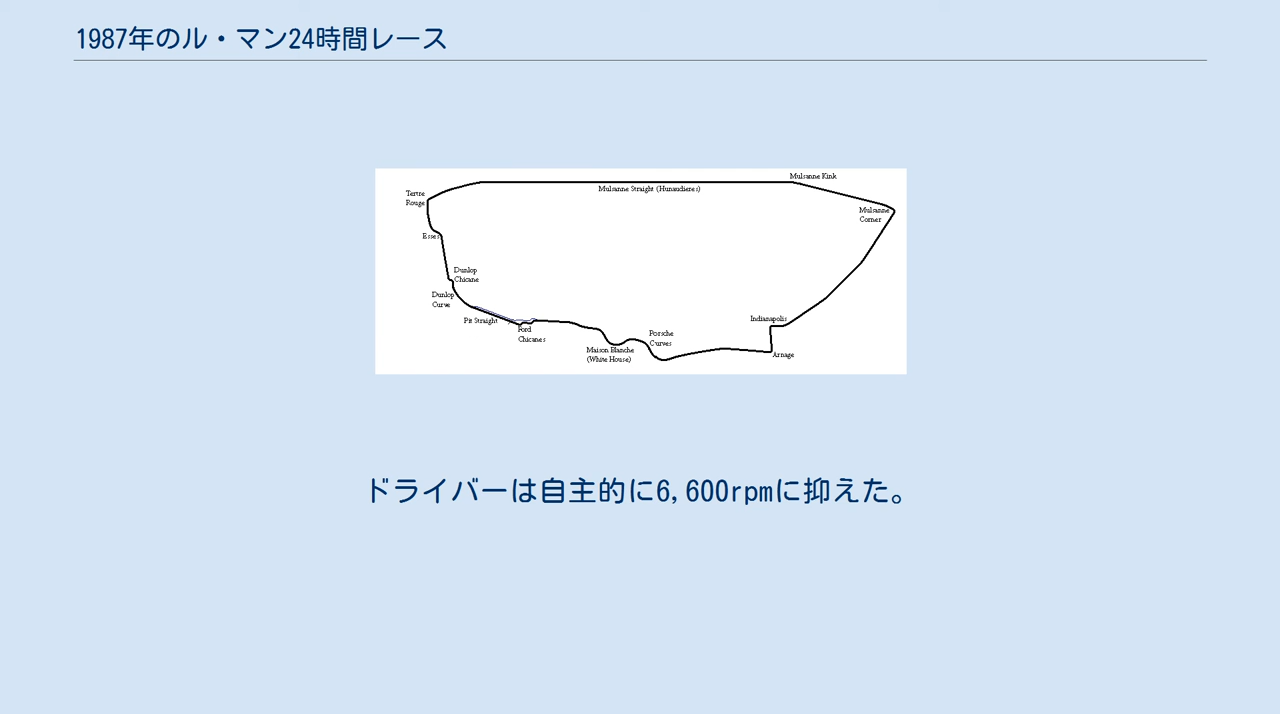 1987年のル・マン24時間レース
Mulsanne Kink
Mulsanne Straight (Hunaudieres)
Tertre
Rouge
Mulsanne
Corner
Esses
Dunlop
Chicane
Dunlop
Curve
Pit Straight
Ford
Chicanes
Indianapolis
Porsche
Curves
Maison Blanche
(White House)
Arnage
ドライバーは自主的に6,600rpmに抑えた。